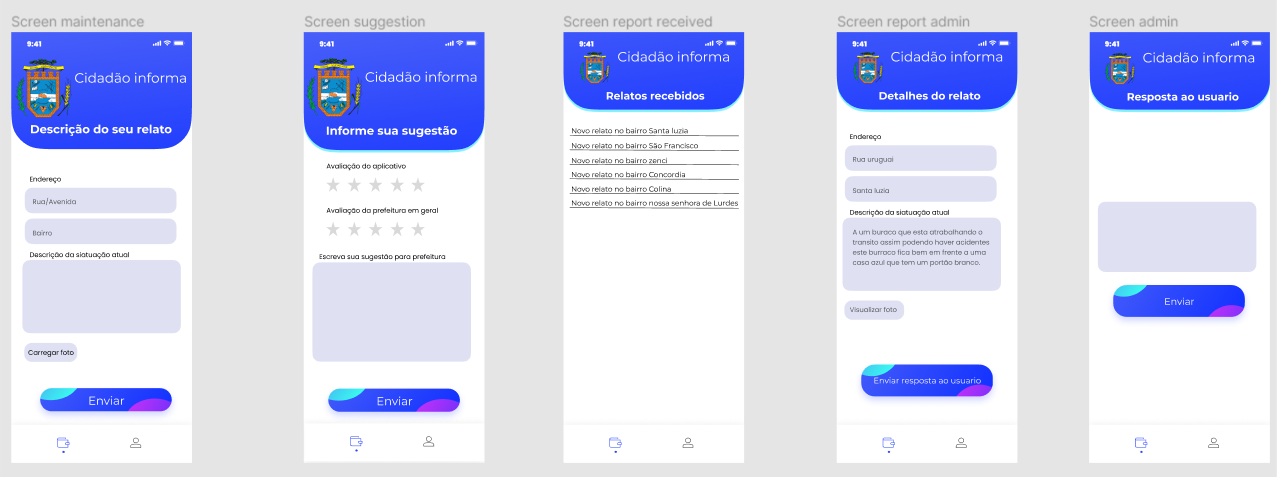 Screen maintenance
9:41
Cidadão informa
Descrição do seu relato
Endereço
Rua/Avenida
Bairro
Descrição da siatuação atual
Carregar foto
Enviar
Screen suggestion
9:41
Cidadão informa
Informe sua sugestão
Avaliação do aplicativo
Avaliação da prefeitura em geral
Escreva sua sugestão para prefeitura
Enviar
Screen report received
9:41
Cidadão informa
Relatos recebidos
Novo relato no bairro Santa luzia
Novo relato no bairro São Francisco
Novo relato no bairro zenci
Novo relato no bairro Concordia
Novo relato no bairro Colina
Novo relato no bairro nossa senhora de Lurdes
Screen report admin
9:41
Cidadão informa
Detalhes do relato
Endereço
Rua uruguai
Santa luzia
Descrição da siatuação atual
A um buraco que esta atrabalhando o
transito assim podendo haver acidentes
este burraco fica bem em frente a uma
casa azul que tem um portão branco.
Visualizar foto
Enviar resposta ao usuario
Screen admin
9:41
Cidadão informa
Resposta ao usuario
Enviar